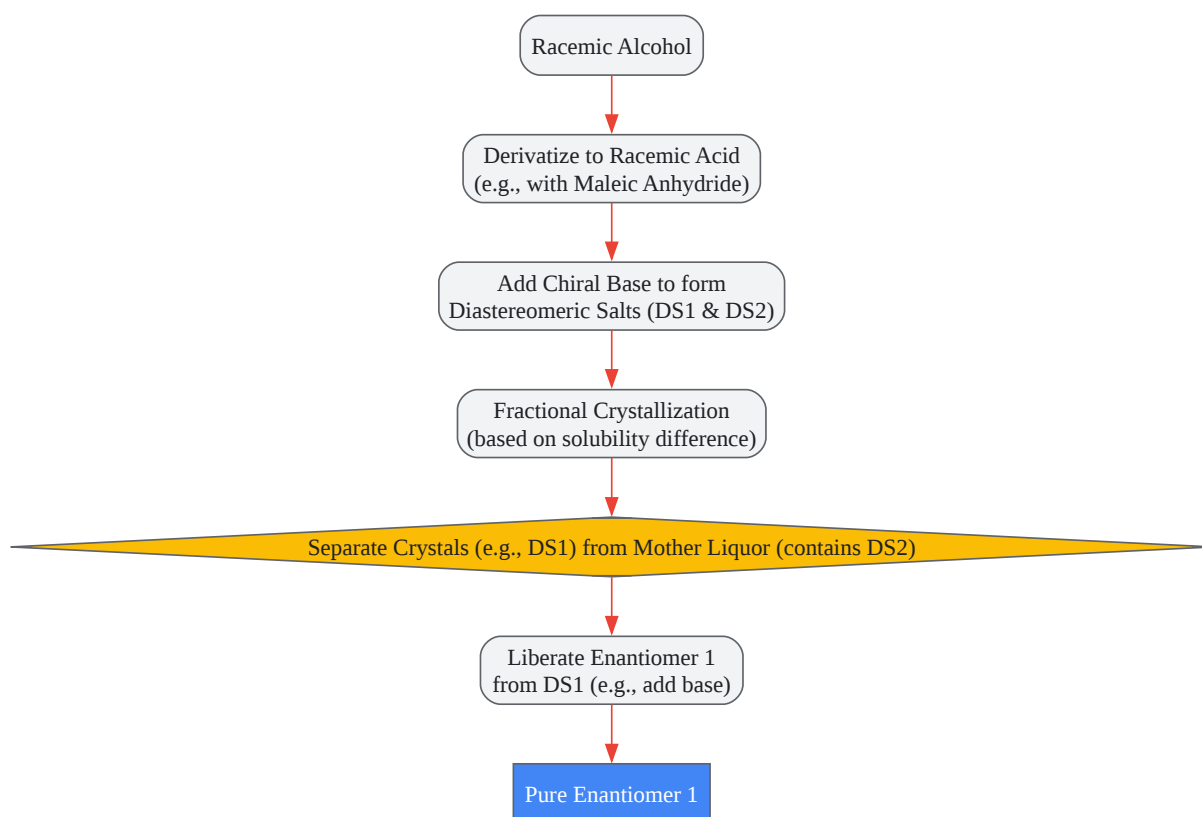 Racemic Alcohol
Derivatize to Racemic Acid
(e.g., with Maleic Anhydride)
Add Chiral Base to form
Diastereomeric Salts (DS1 & DS2)
Fractional Crystallization
(based on solubility difference)
Separate Crystals (e.g., DS1) from Mother Liquor (contains DS2)
Liberate Enantiomer 1
from DS1 (e.g., add base)
Pure Enantiomer 1